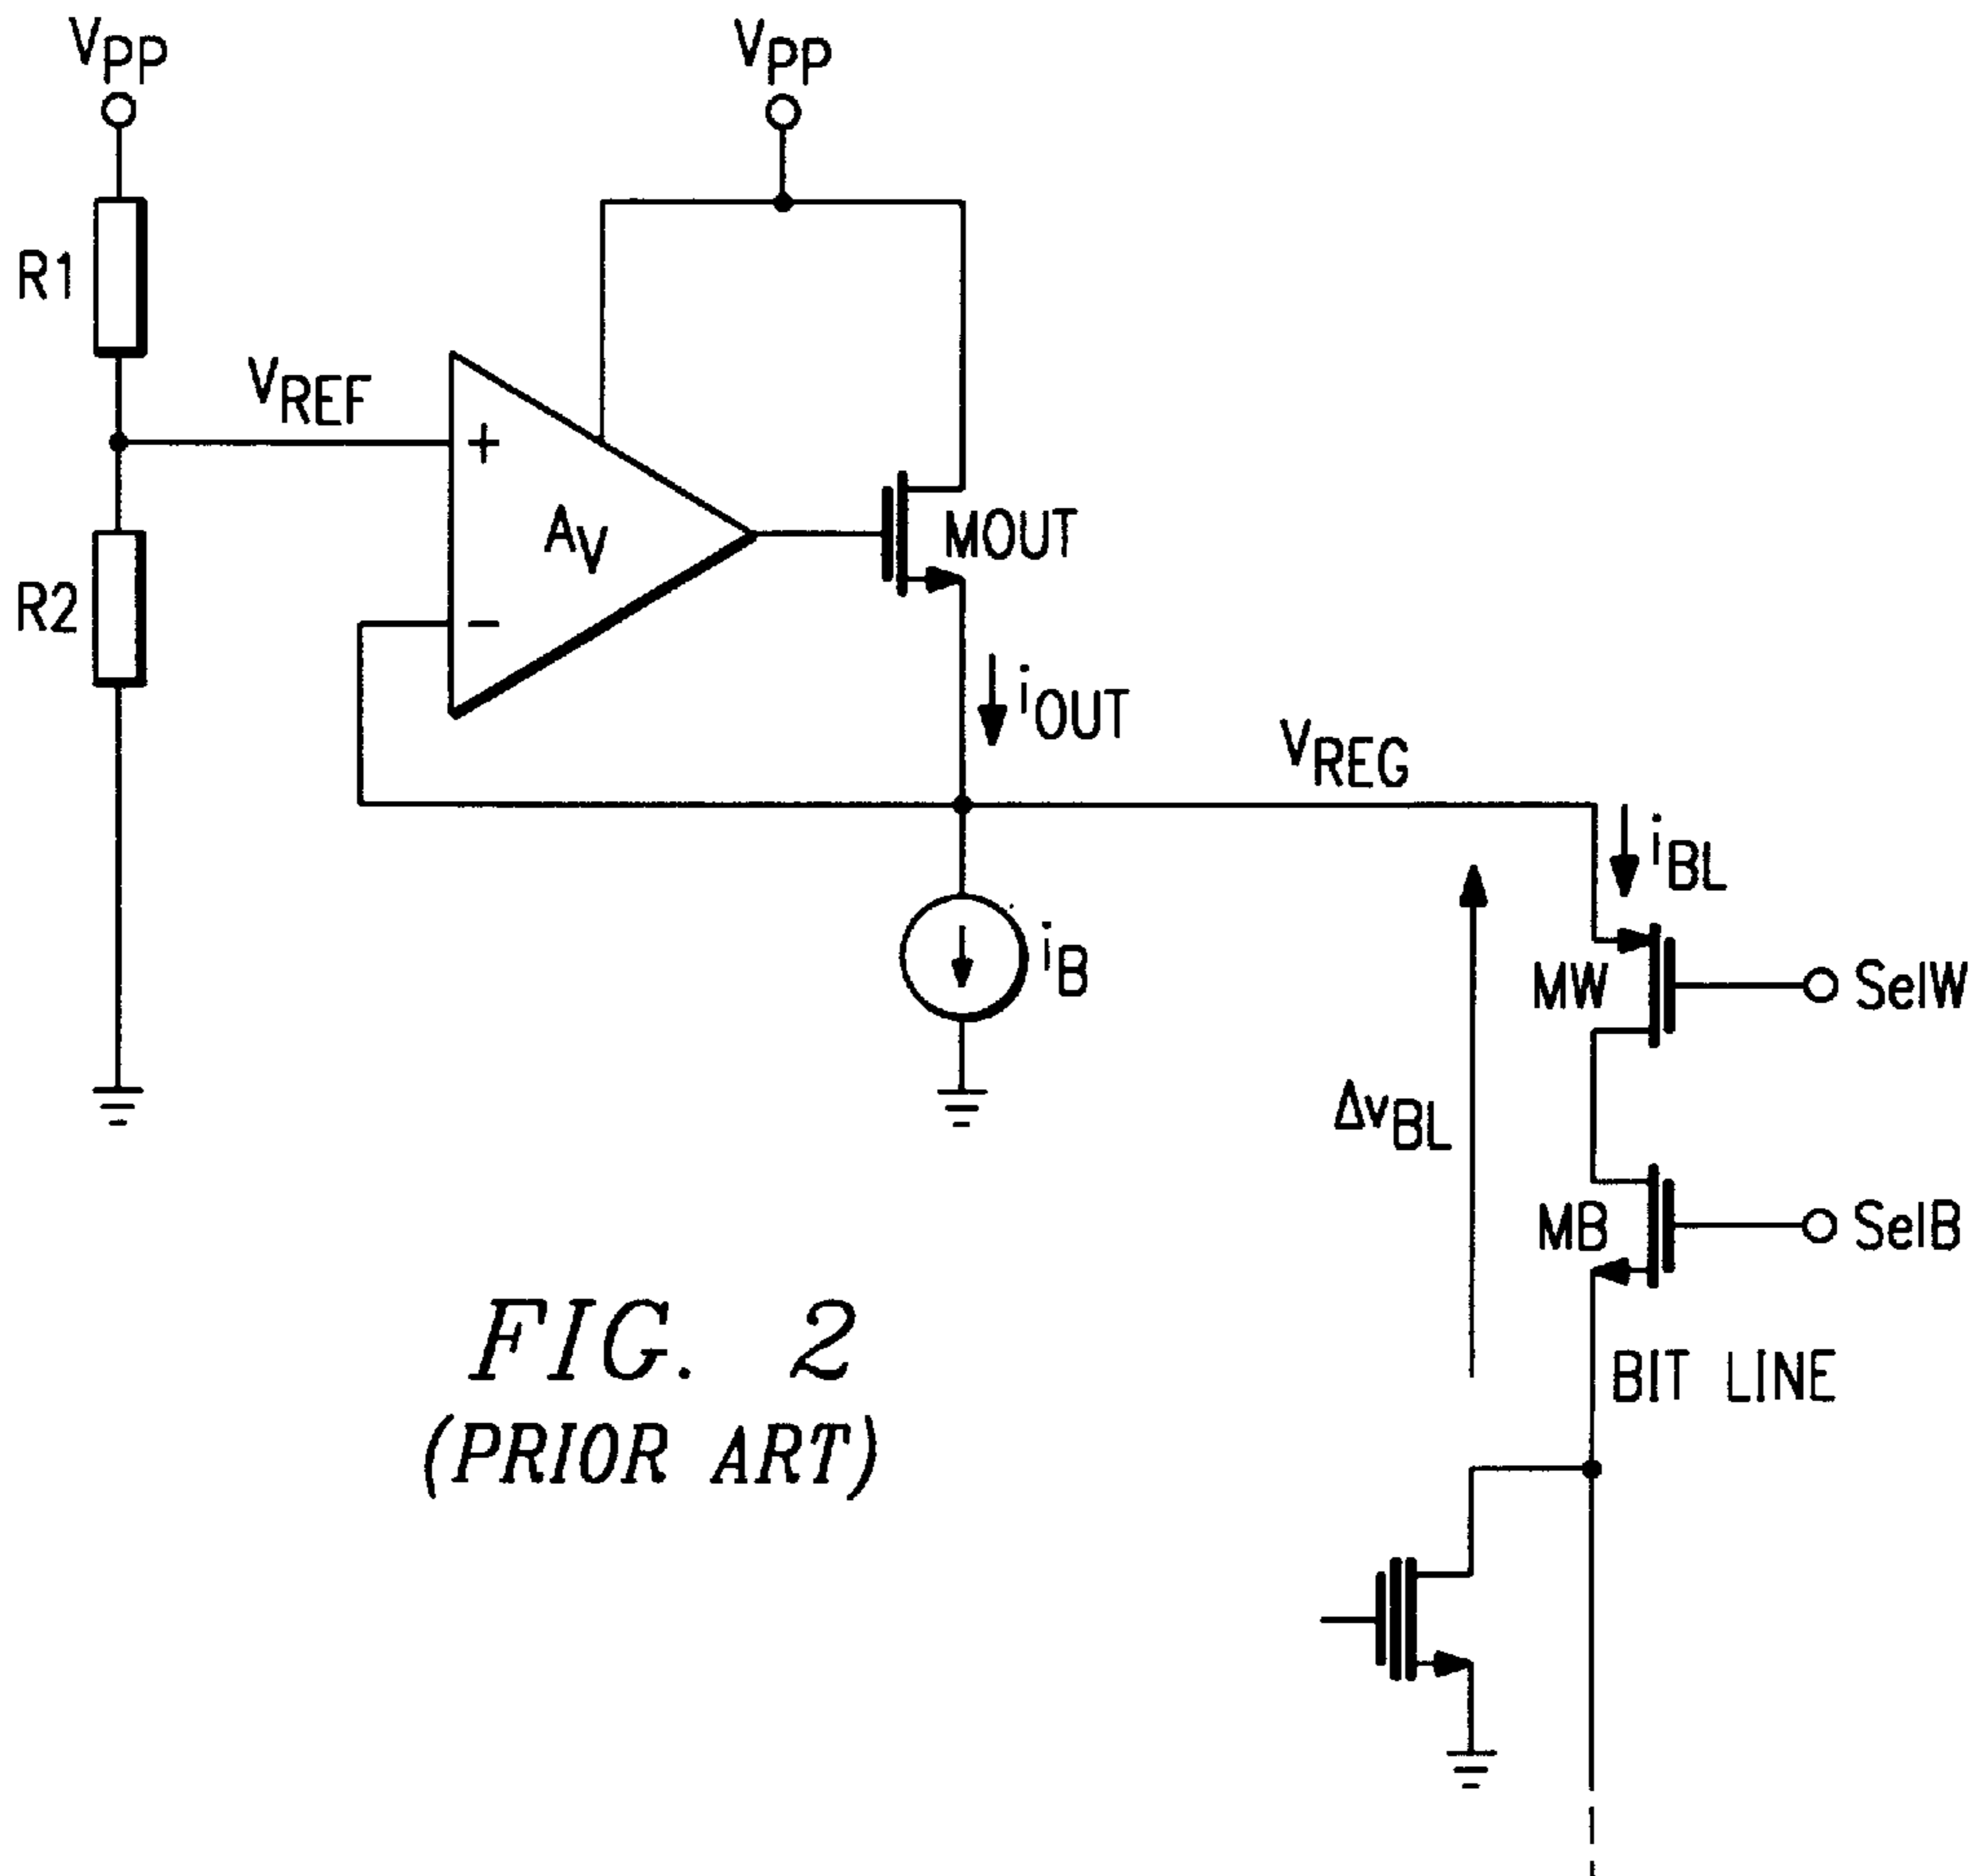 VPP
VPP
R1
VREF
+
AV
MOUT
R2
−
iOUT
VREG
iBL
iB
MW
SelW
ΔvBL
MB
SelB
FIG. 2
BIT LINE
(PRIOR ART)